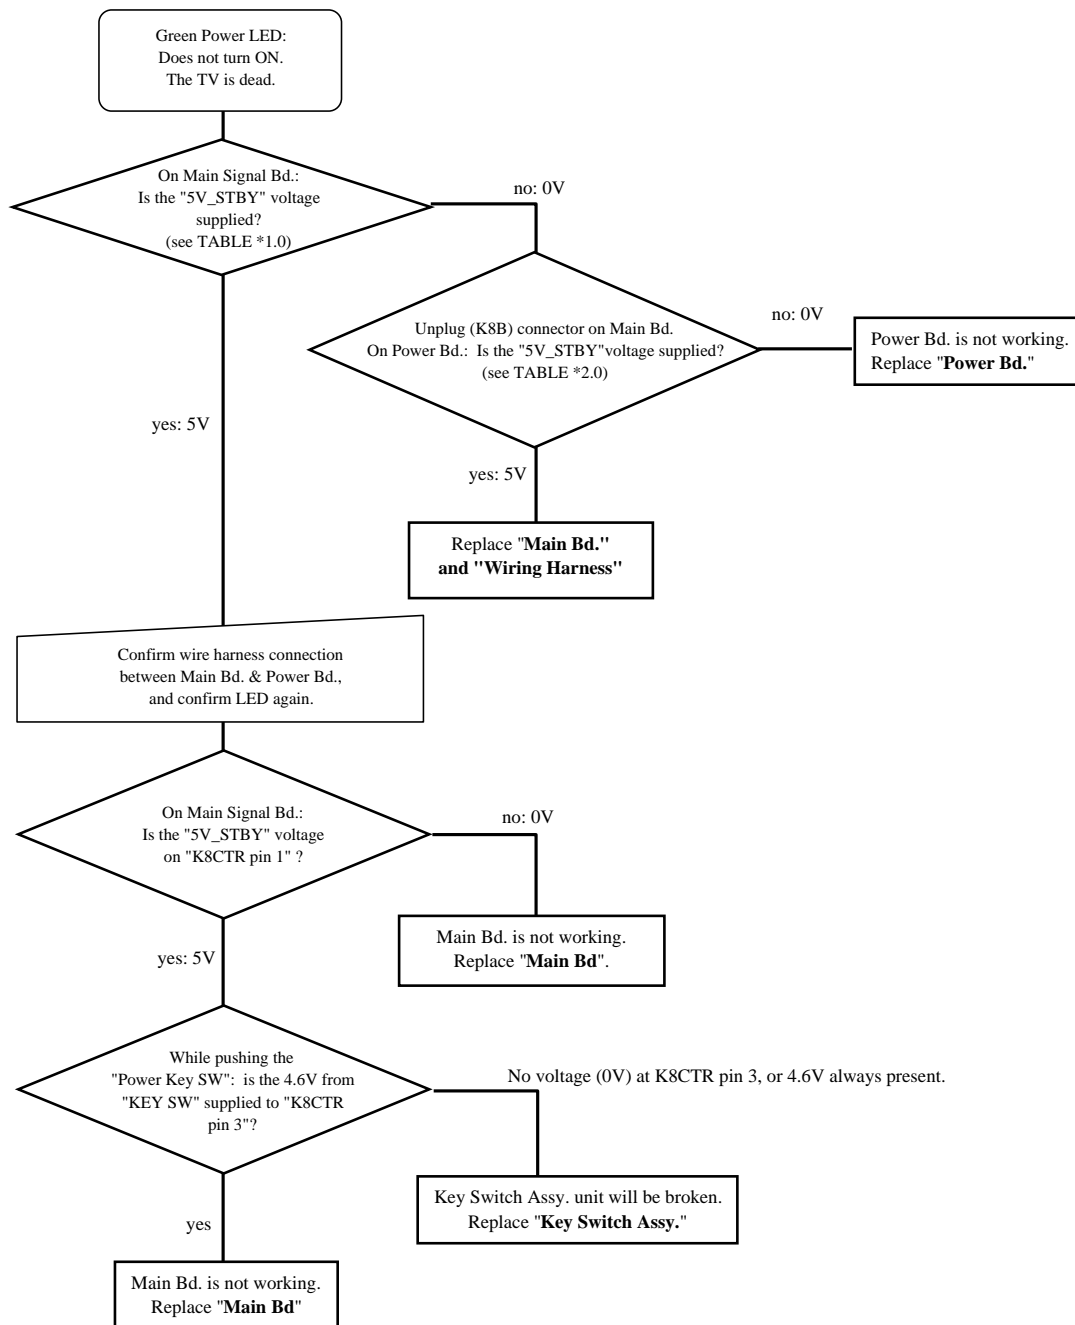 Green Power LED:
Does not turn ON.
The TV is dead.
On Main Signal Bd.:
Is the "5V_STBY" voltage
supplied?
(see TABLE *1.0)
no: 0V
Unplug (K8B) connector on Main Bd.
On Power Bd.: Is the "5V_STBY"voltage supplied?
(see TABLE *2.0)
no: 0V
Power Bd. is not working.
Replace "Power Bd."
yes: 5V
yes: 5V
Replace "Main Bd."
and "Wiring Harness"
Confirm wire harness connection
between Main Bd. & Power Bd.,
and confirm LED again.
On Main Signal Bd.:
Is the "5V_STBY" voltage
on "K8CTR pin 1" ?
no: 0V
Main Bd. is not working.
Replace "Main Bd".
yes: 5V
While pushing the
"Power Key SW": is the 4.6V from
"KEY SW" supplied to "K8CTR
pin 3"?
No voltage (0V) at K8CTR pin 3, or 4.6V always present.
Key Switch Assy. unit will be broken.
Replace "Key Switch Assy."
yes
Main Bd. is not working.
Replace "Main Bd"